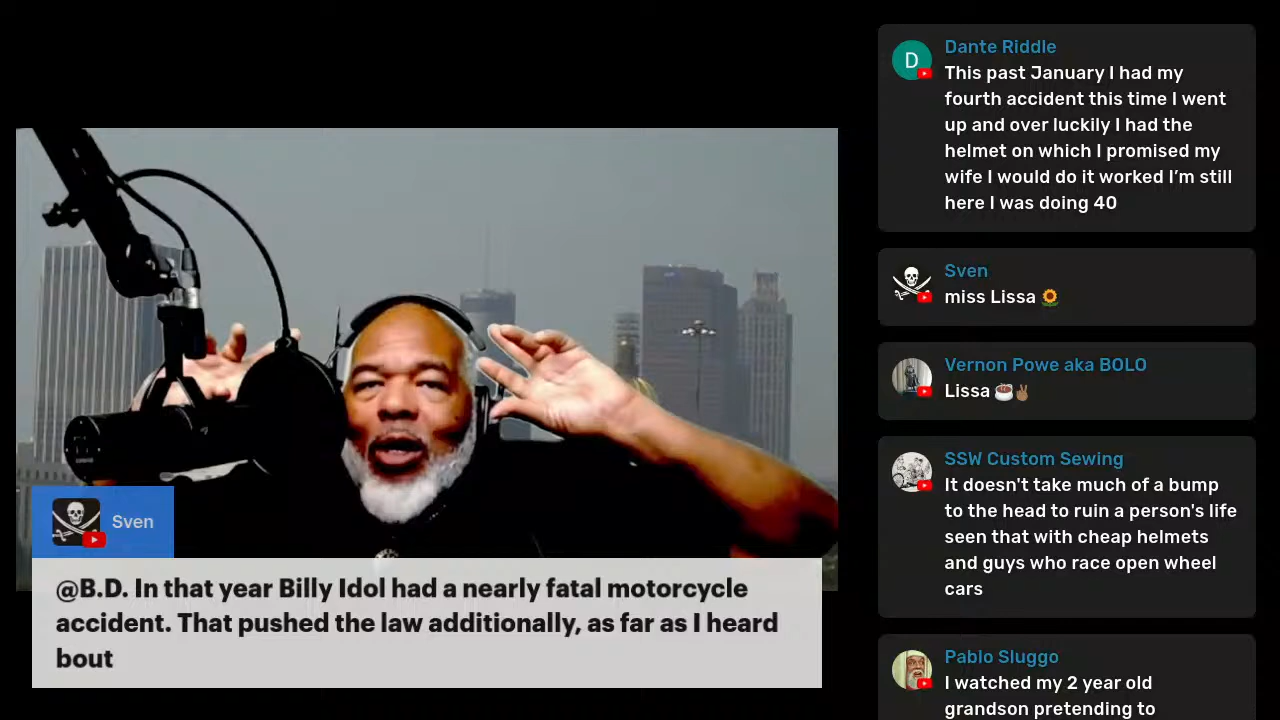 Dante Riddle
This past January I had my
fourth accident this time I went
up and over luckily I had the
helmet on which I promised my
wife I would do it worked I’m still
here I was doing 40
Sven
miss Lissa 🌻
Vernon Powe aka BOLO
Lissa ☕✌🏾
SSW Custom Sewing
It doesn't take much of a bump
to the head to ruin a person's life
seen that with cheap helmets
and guys who race open wheel
cars
Pablo Sluggo
I watched my 2 year old
grandson pretending to
D
Sven
@B.D. In that year Billy Idol had a nearly fatal motorcycle
accident. That pushed the law additionally, as far as I heard
bout